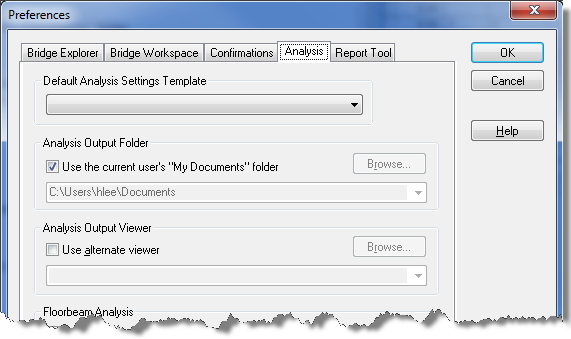 Preferences
Bridge Explorer Bridge Workspace Confirmations Analysis Report Tool
OK
Cancel
Help
Default Analysis Settings Template
Analysis Output Folder
Use the current user's "My Documents" folder
Browse...
C:\Users\hlee\Documents
Analysis Output Viewer
Use alternate viewer
Browse...
Floorbeam Analysis